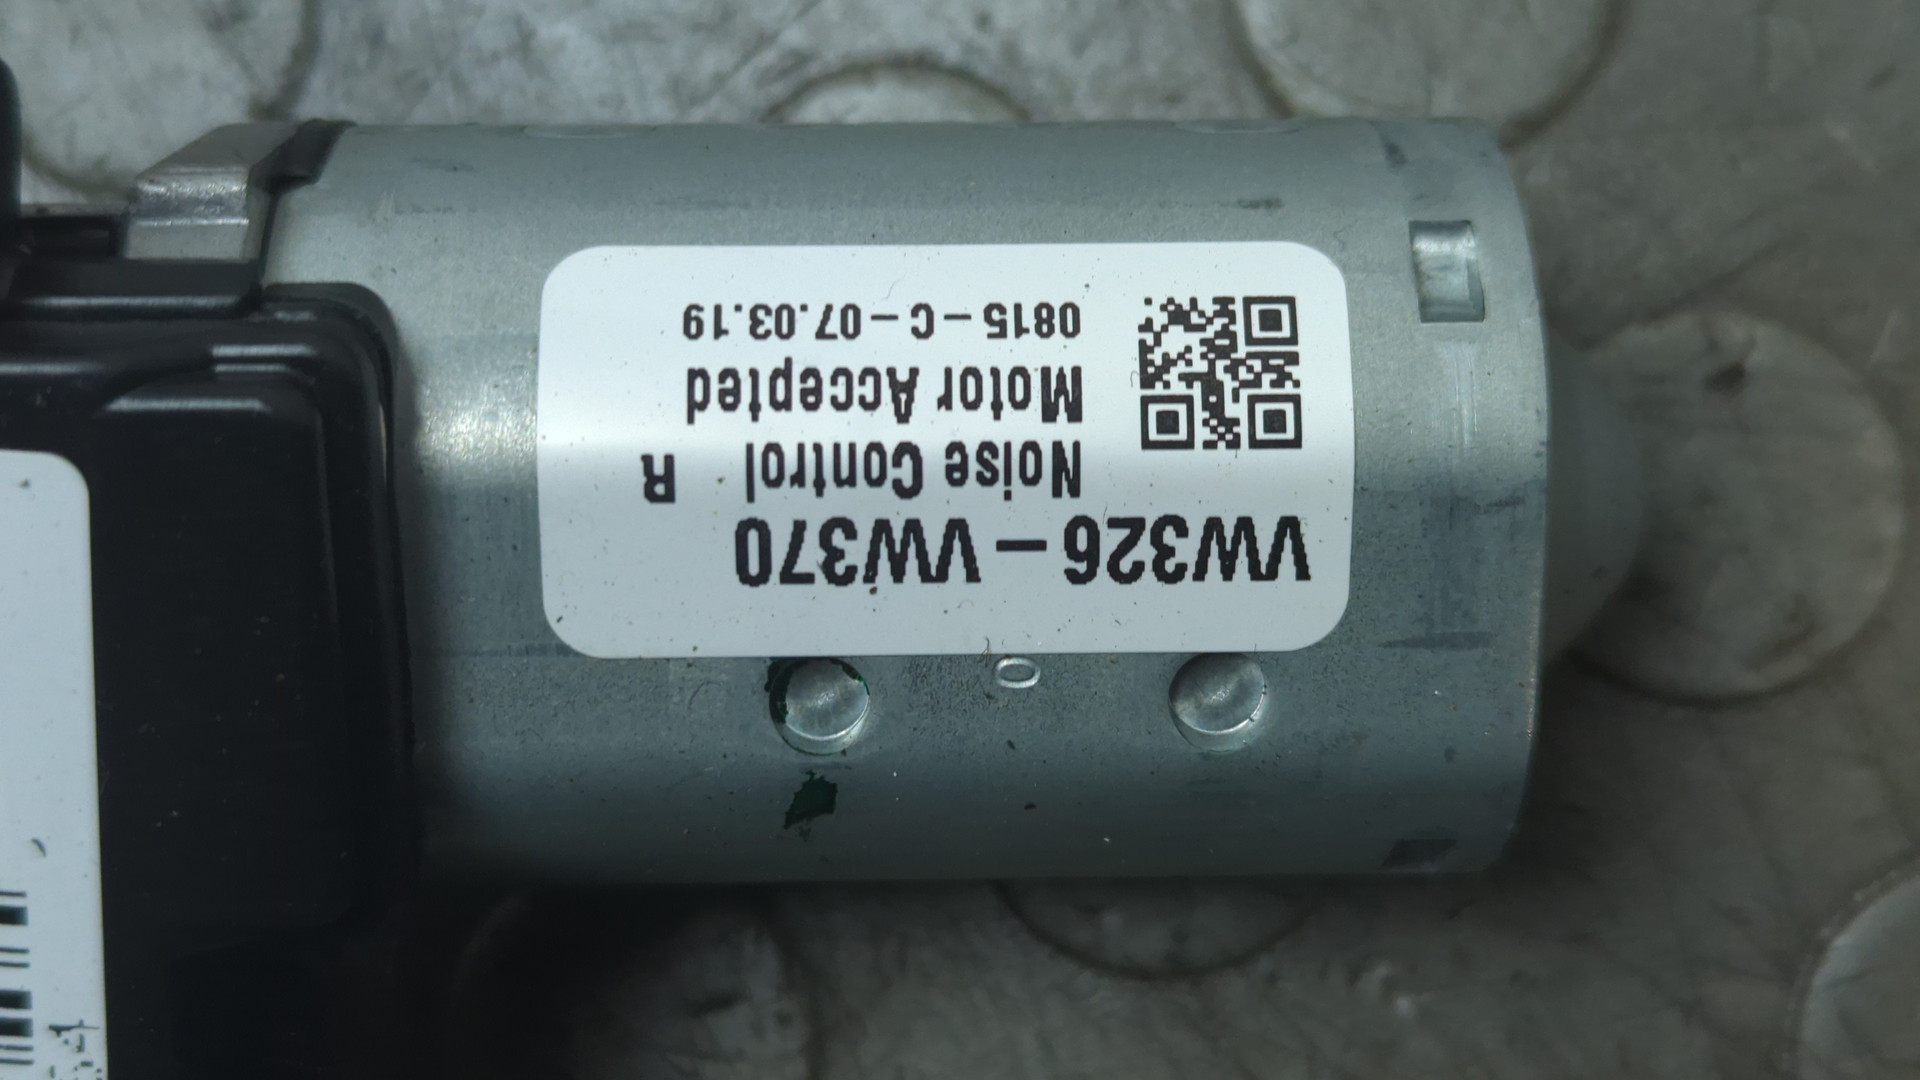 VW326 - VW370
Noise Control R
Motor Accepted
0815 - C - 07.03.19